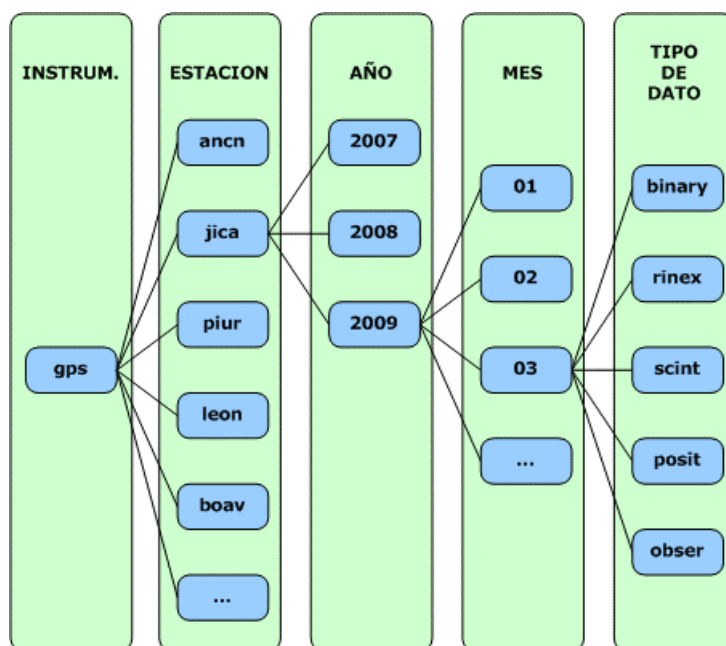 INSTRUM.
gps
ESTACION
ancn
jica
piur
leon
boav
...
AÑO
2007
2008
2009
MES
01
02
03
...
TIPO
DE
DATO
binary
rinex
scint
posit
obser